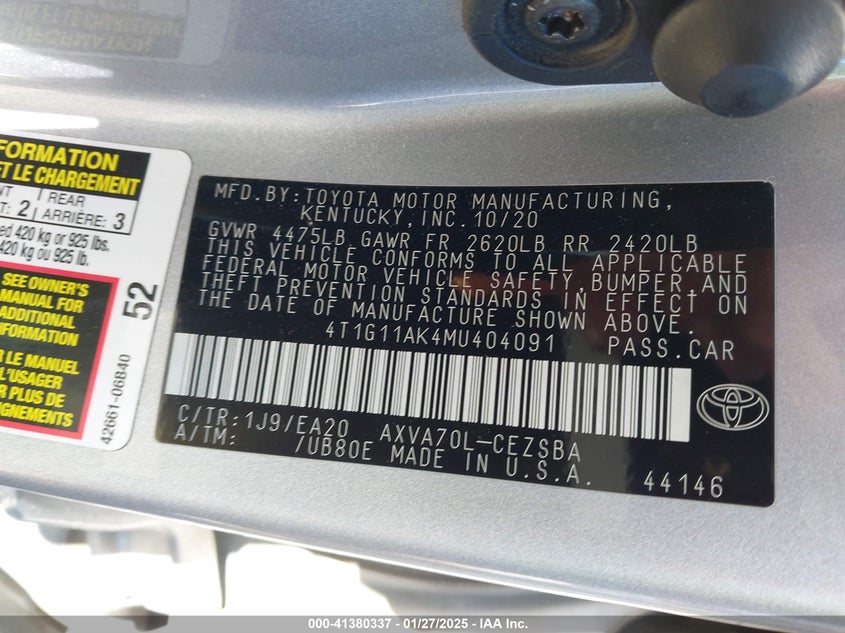 FORMATION
ET LE CHARGEMENT
REAR
2
ARRIÈRE: 3
420 kg or 925 lbs.
420 kg ou 925 lb.
SEE OWNER'S
MANUAL FOR
ADDITIONAL
INFORMATION
LE MANUEL
L'USAGER
PLUS DE
52
42661-06B40
MFD.BY:TOYOTA MOTOR MANUFACTURING,
KENTUCKY,INC.10/20
GVWR 4475LB GAWR FR 2620LB RR 2420LB
THIS VEHICLE CONFORMS TO ALL APPLICABLE
FEDERAL MOTOR VEHICLE SAFETY,BUMPER,AND
THEFT PREVENTION STANDARDS IN EFFECT ON
THE DATE OF MANUFACTURE SHOWN ABOVE.
4T1G11AK4MU404091 PASS.CAR
C/TR:1J9/EA20 AXVA70L-CEZSBA
A/TM: /UB80E MADE IN U.S.A.
44146
TOYOTA
000-41380337 - 01/27/2025 - IAA Inc.